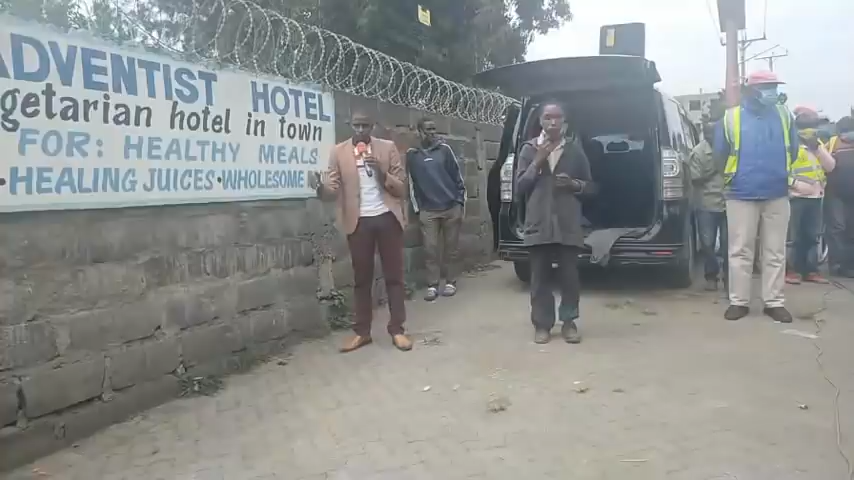 ADVENTIST HOTEL
getarian hotel in town
FOR: HEALTHY MEALS
HEALING JUICES • WHOLESOME